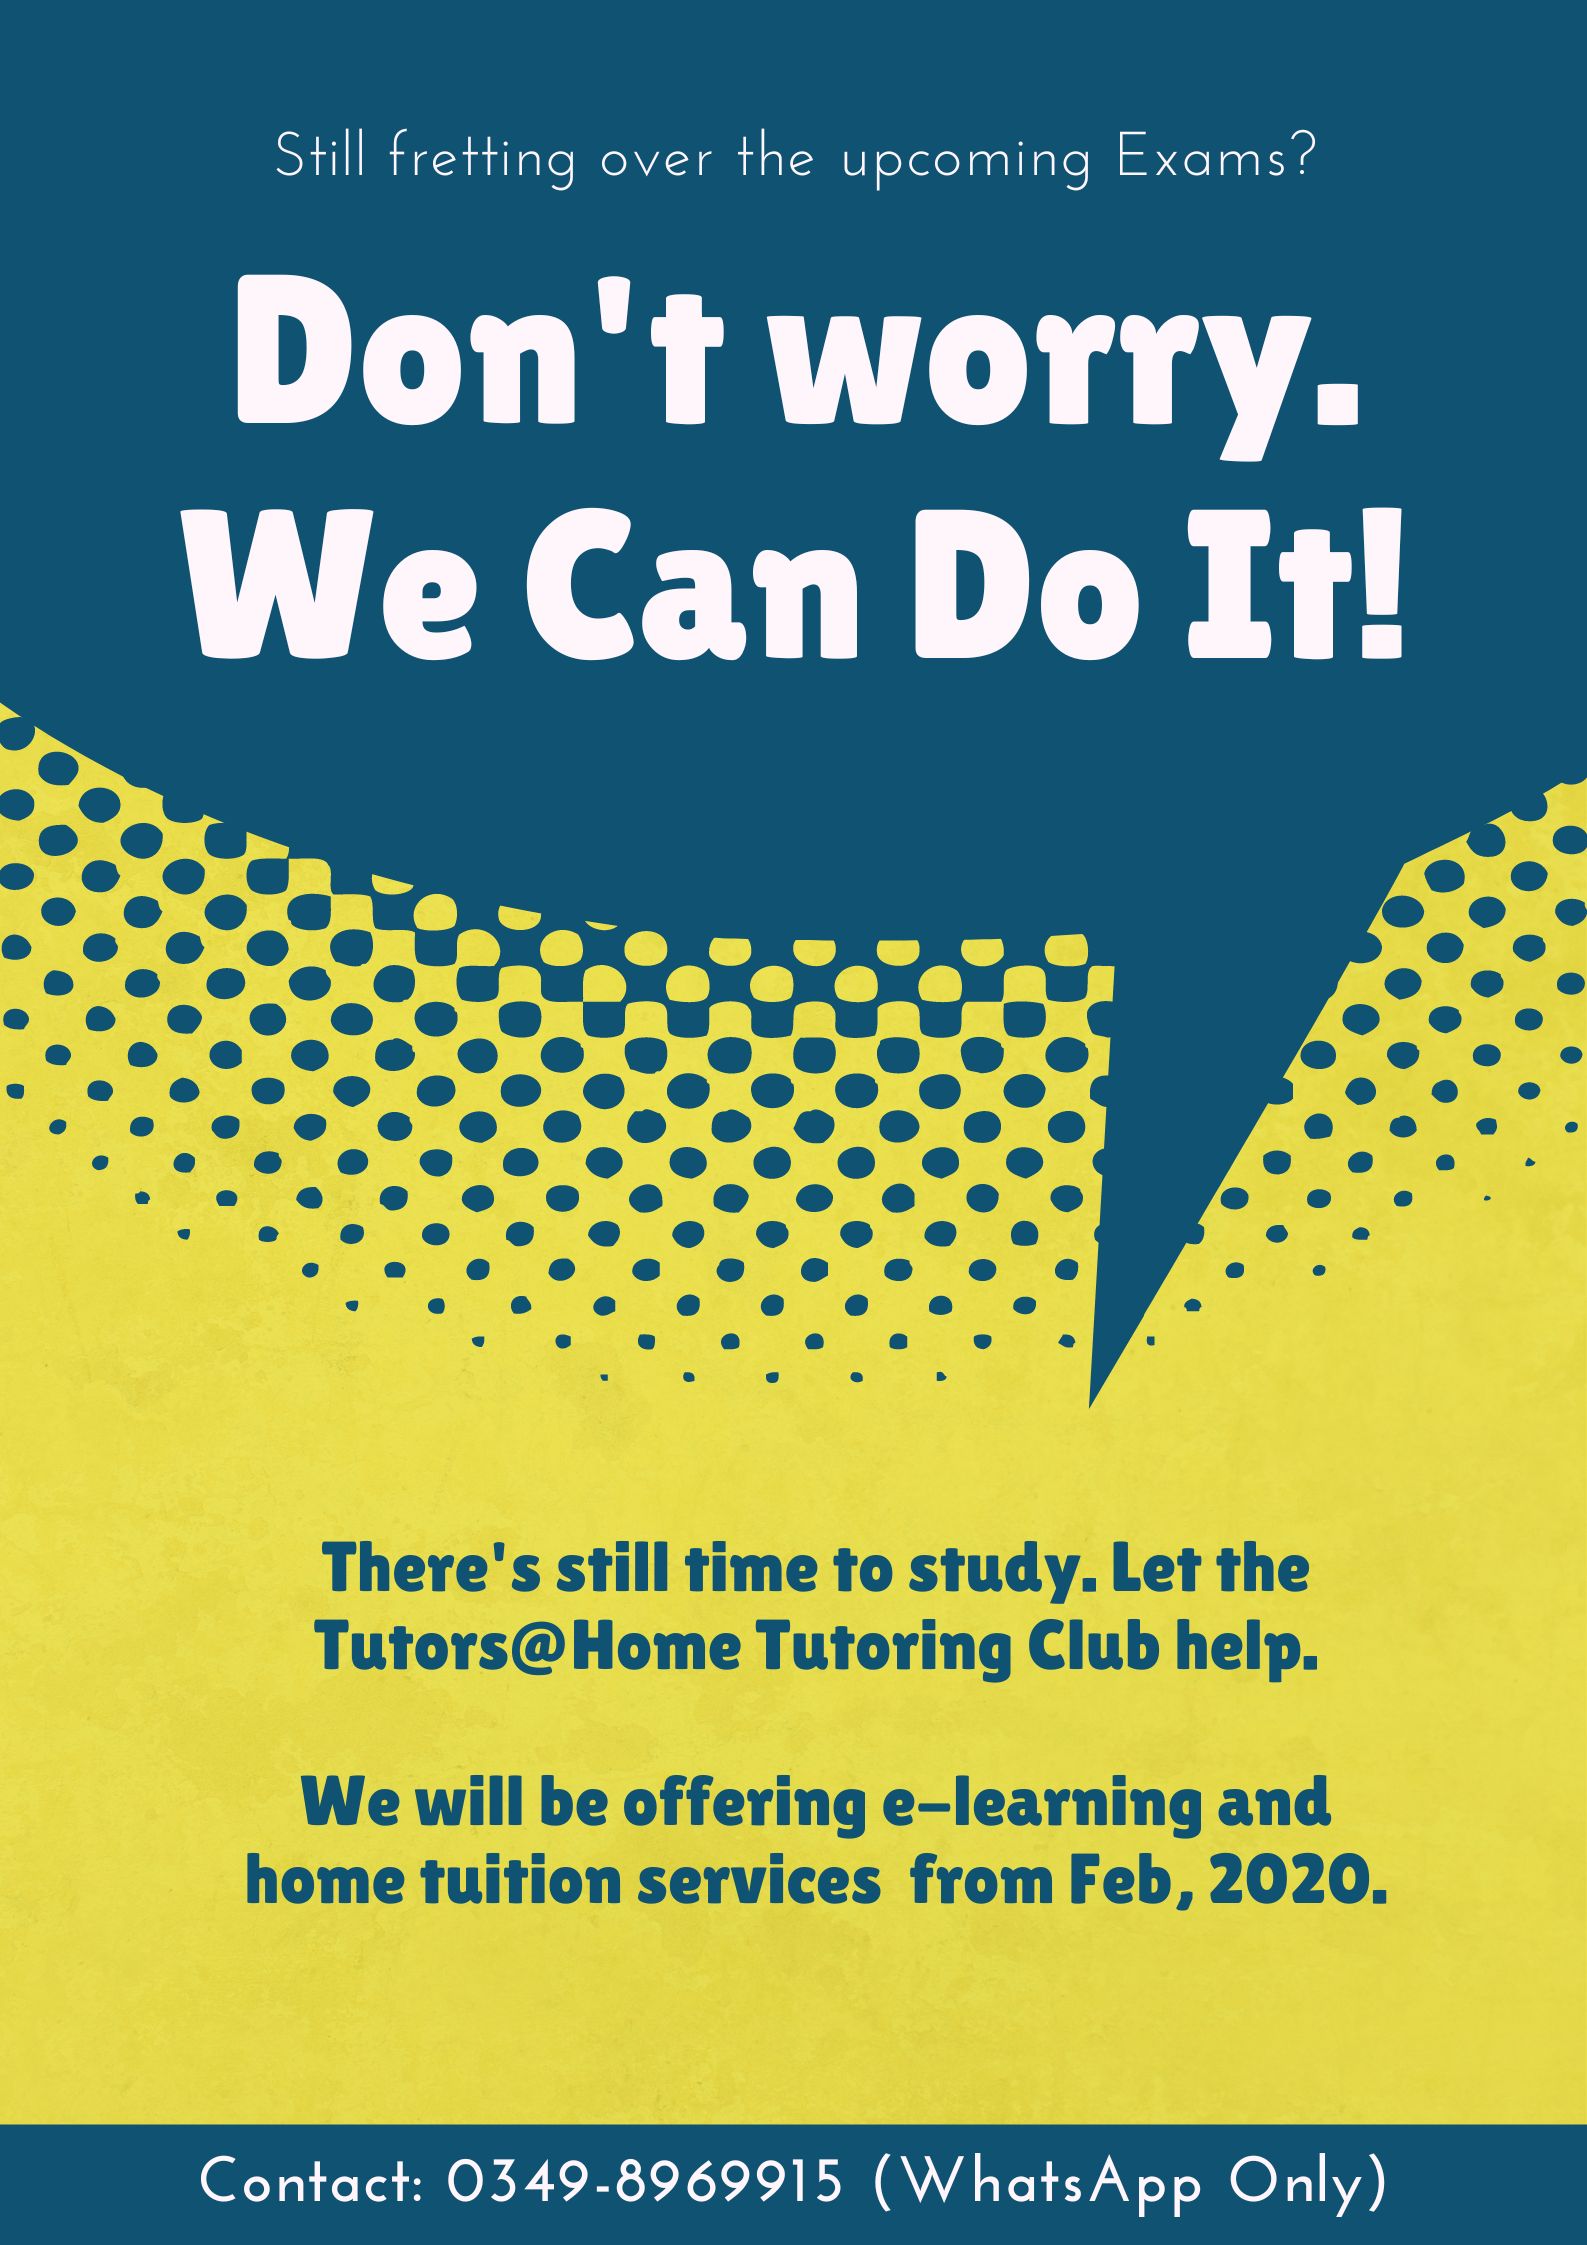 Still fretting over the upcoming Exams?
Don't worry.
We Can Do It!
There's still time to study. Let the
Tutors@Home Tutoring Club help.
We will be offering e-learning and
home tuition services  from Feb, 2020.
Contact: 0349-8969915 (WhatsApp Only)